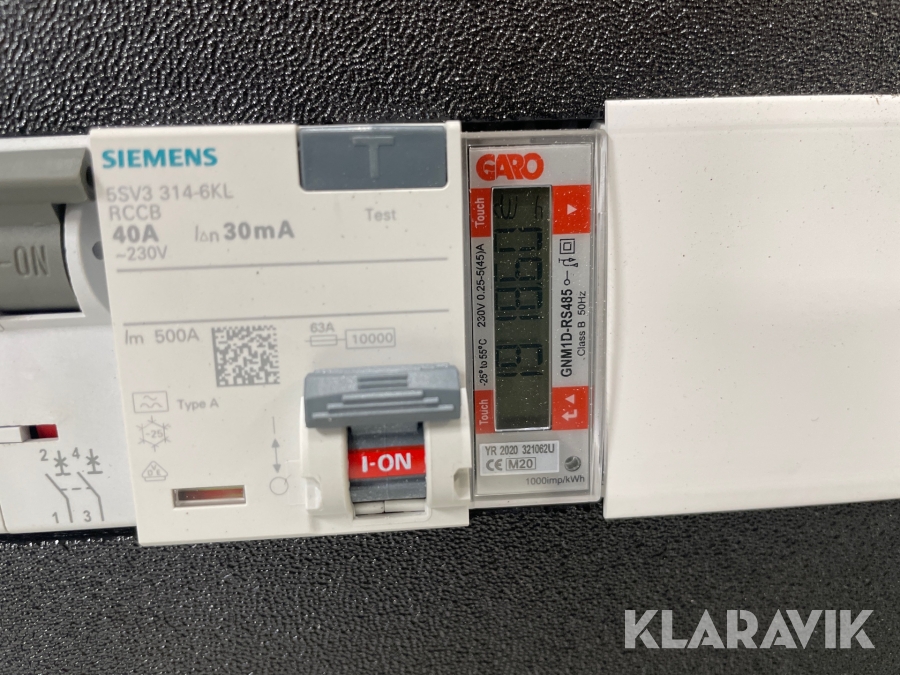 -ON
2 4
1 3
SIEMENS
5SV3 314-6KL
RCCB
40A IΔn 30mA
~230V
T
Test
Im 500A
63A
10000
Type A
-25
I-ON
GARO
Touch
kWh
230V 0.25-5(45)A
-25° to 55°C
GNM1D-RS485
Class B 50Hz
Touch
YR 2020 321062U
CE M20
1000imp/kWh
KLARAVIK